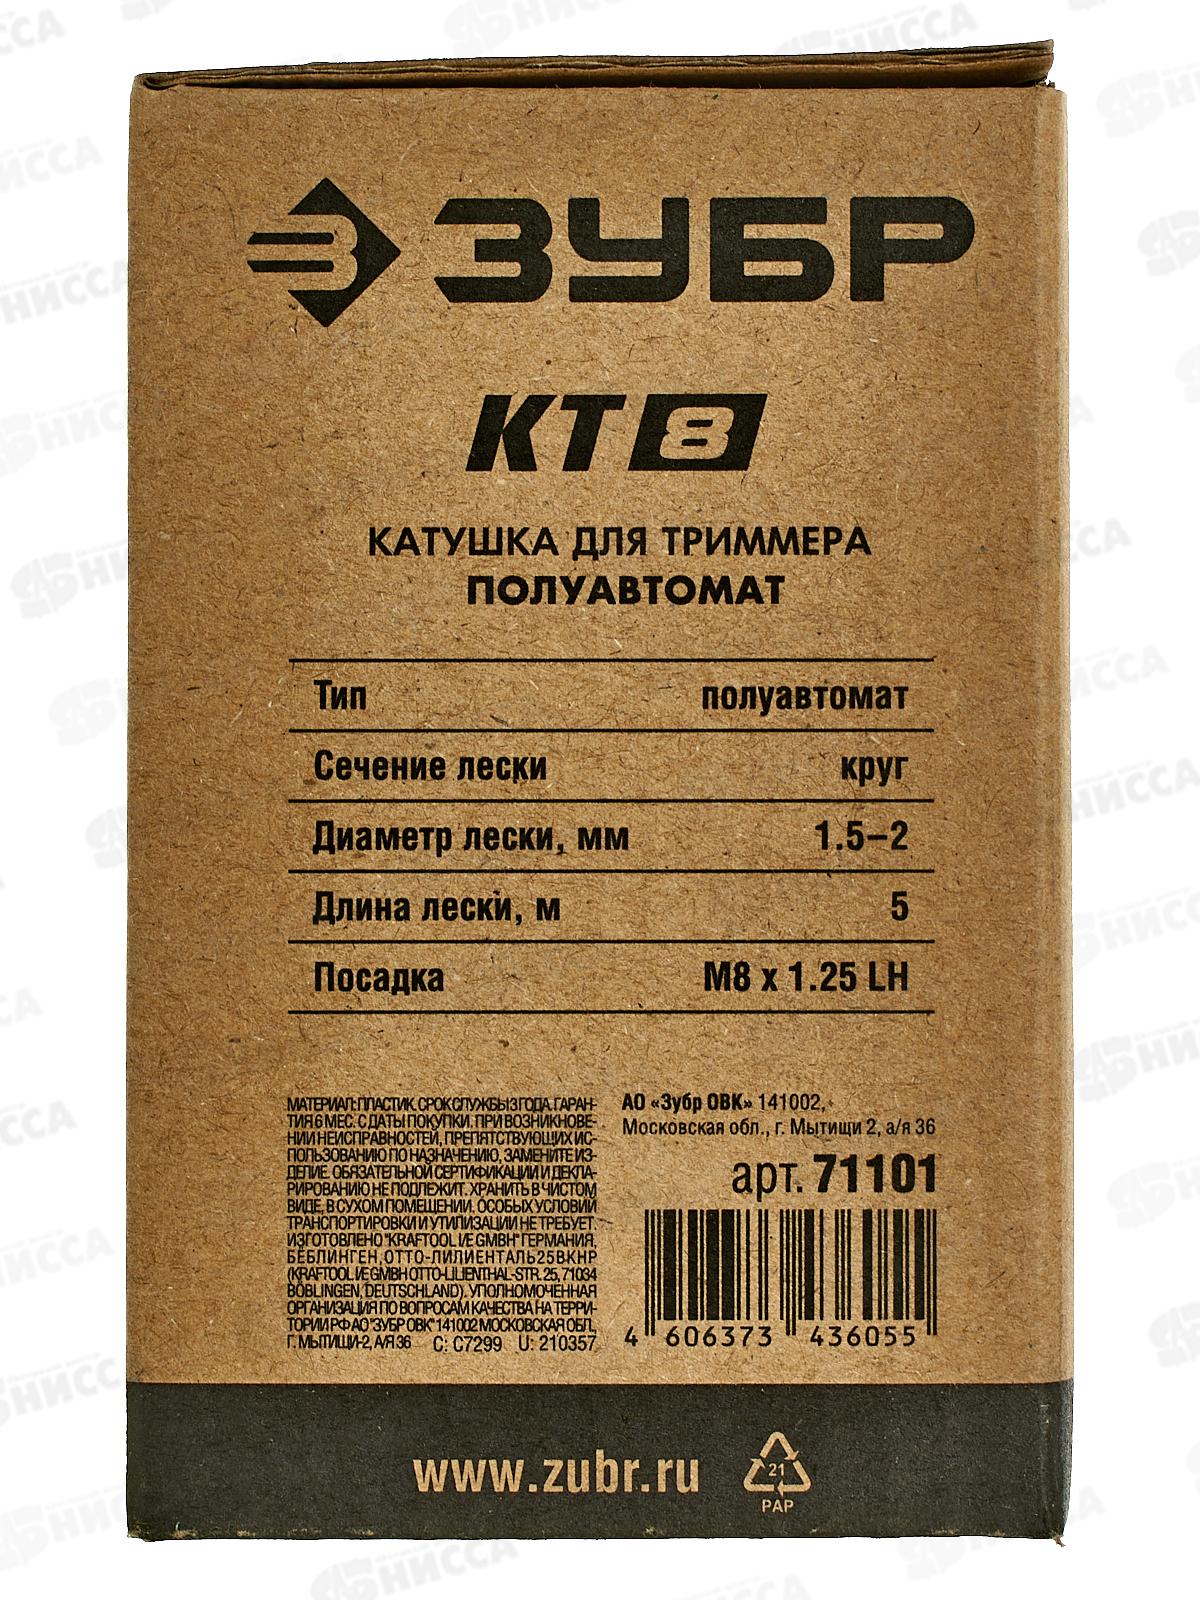 ЗУБР
КТ 8
КАТУШКА ДЛЯ ТРИММЕРА
ПОЛУАВТОМАТ
Тип полуавтомат
Сечение лески круг
Диаметр лески, мм 1.5–2
Длина лески, м 5
Посадка М8 х 1.25 LH
МАТЕРИАЛ: ПЛАСТИК. СРОК СЛУЖБЫ 3 ГОДА. ГАРАН-
ТИЯ 6 МЕС. С ДАТЫ ПОКУПКИ. ПРИ ВОЗНИКНОВЕ-
НИИ НЕИСПРАВНОСТЕЙ, ПРЕПЯТСТВУЮЩИХ ИС-
ПОЛЬЗОВАНИЮ ПО НАЗНАЧЕНИЮ, ЗАМЕНИТЕ ИЗ-
ДЕЛИЕ. ОБЯЗАТЕЛЬНОЙ СЕРТИФИКАЦИИ И ДЕКЛА-
РИРОВАНИЮ НЕ ПОДЛЕЖИТ. ХРАНИТЬ В ЧИСТОМ
ВИДЕ, В СУХОМ ПОМЕЩЕНИИ. ОСОБЫХ УСЛОВИЙ
ТРАНСПОРТИРОВКИ И УТИЛИЗАЦИИ НЕ ТРЕБУЕТ.
ИЗГОТОВЛЕНО "KRAFTOOL I/E GMBH" ГЕРМАНИЯ,
БЁБЛИНГЕН, ОТТО-ЛИЛИЕНТАЛЬ 25 В КНР
(KRAFTOOL I/E GMBH OTTO-LILIENTHAL-STR. 25, 71034
BÖBLINGEN, DEUTSCHLAND). УПОЛНОМОЧЕННАЯ
ОРГАНИЗАЦИЯ ПО ВОПРОСАМ КАЧЕСТВА НА ТЕРРИ-
ТОРИИ РФ АО "ЗУБР ОВК" 141002 МОСКОВСКАЯ ОБЛ.,
Г. МЫТИЩИ-2, А/Я 36 C: C7299 U: 210357
АО «Зубр ОВК» 141002,
Московская обл., г. Мытищи 2, а/я 36
арт. 71101
4 606373 436055
www.zubr.ru
21
PAP